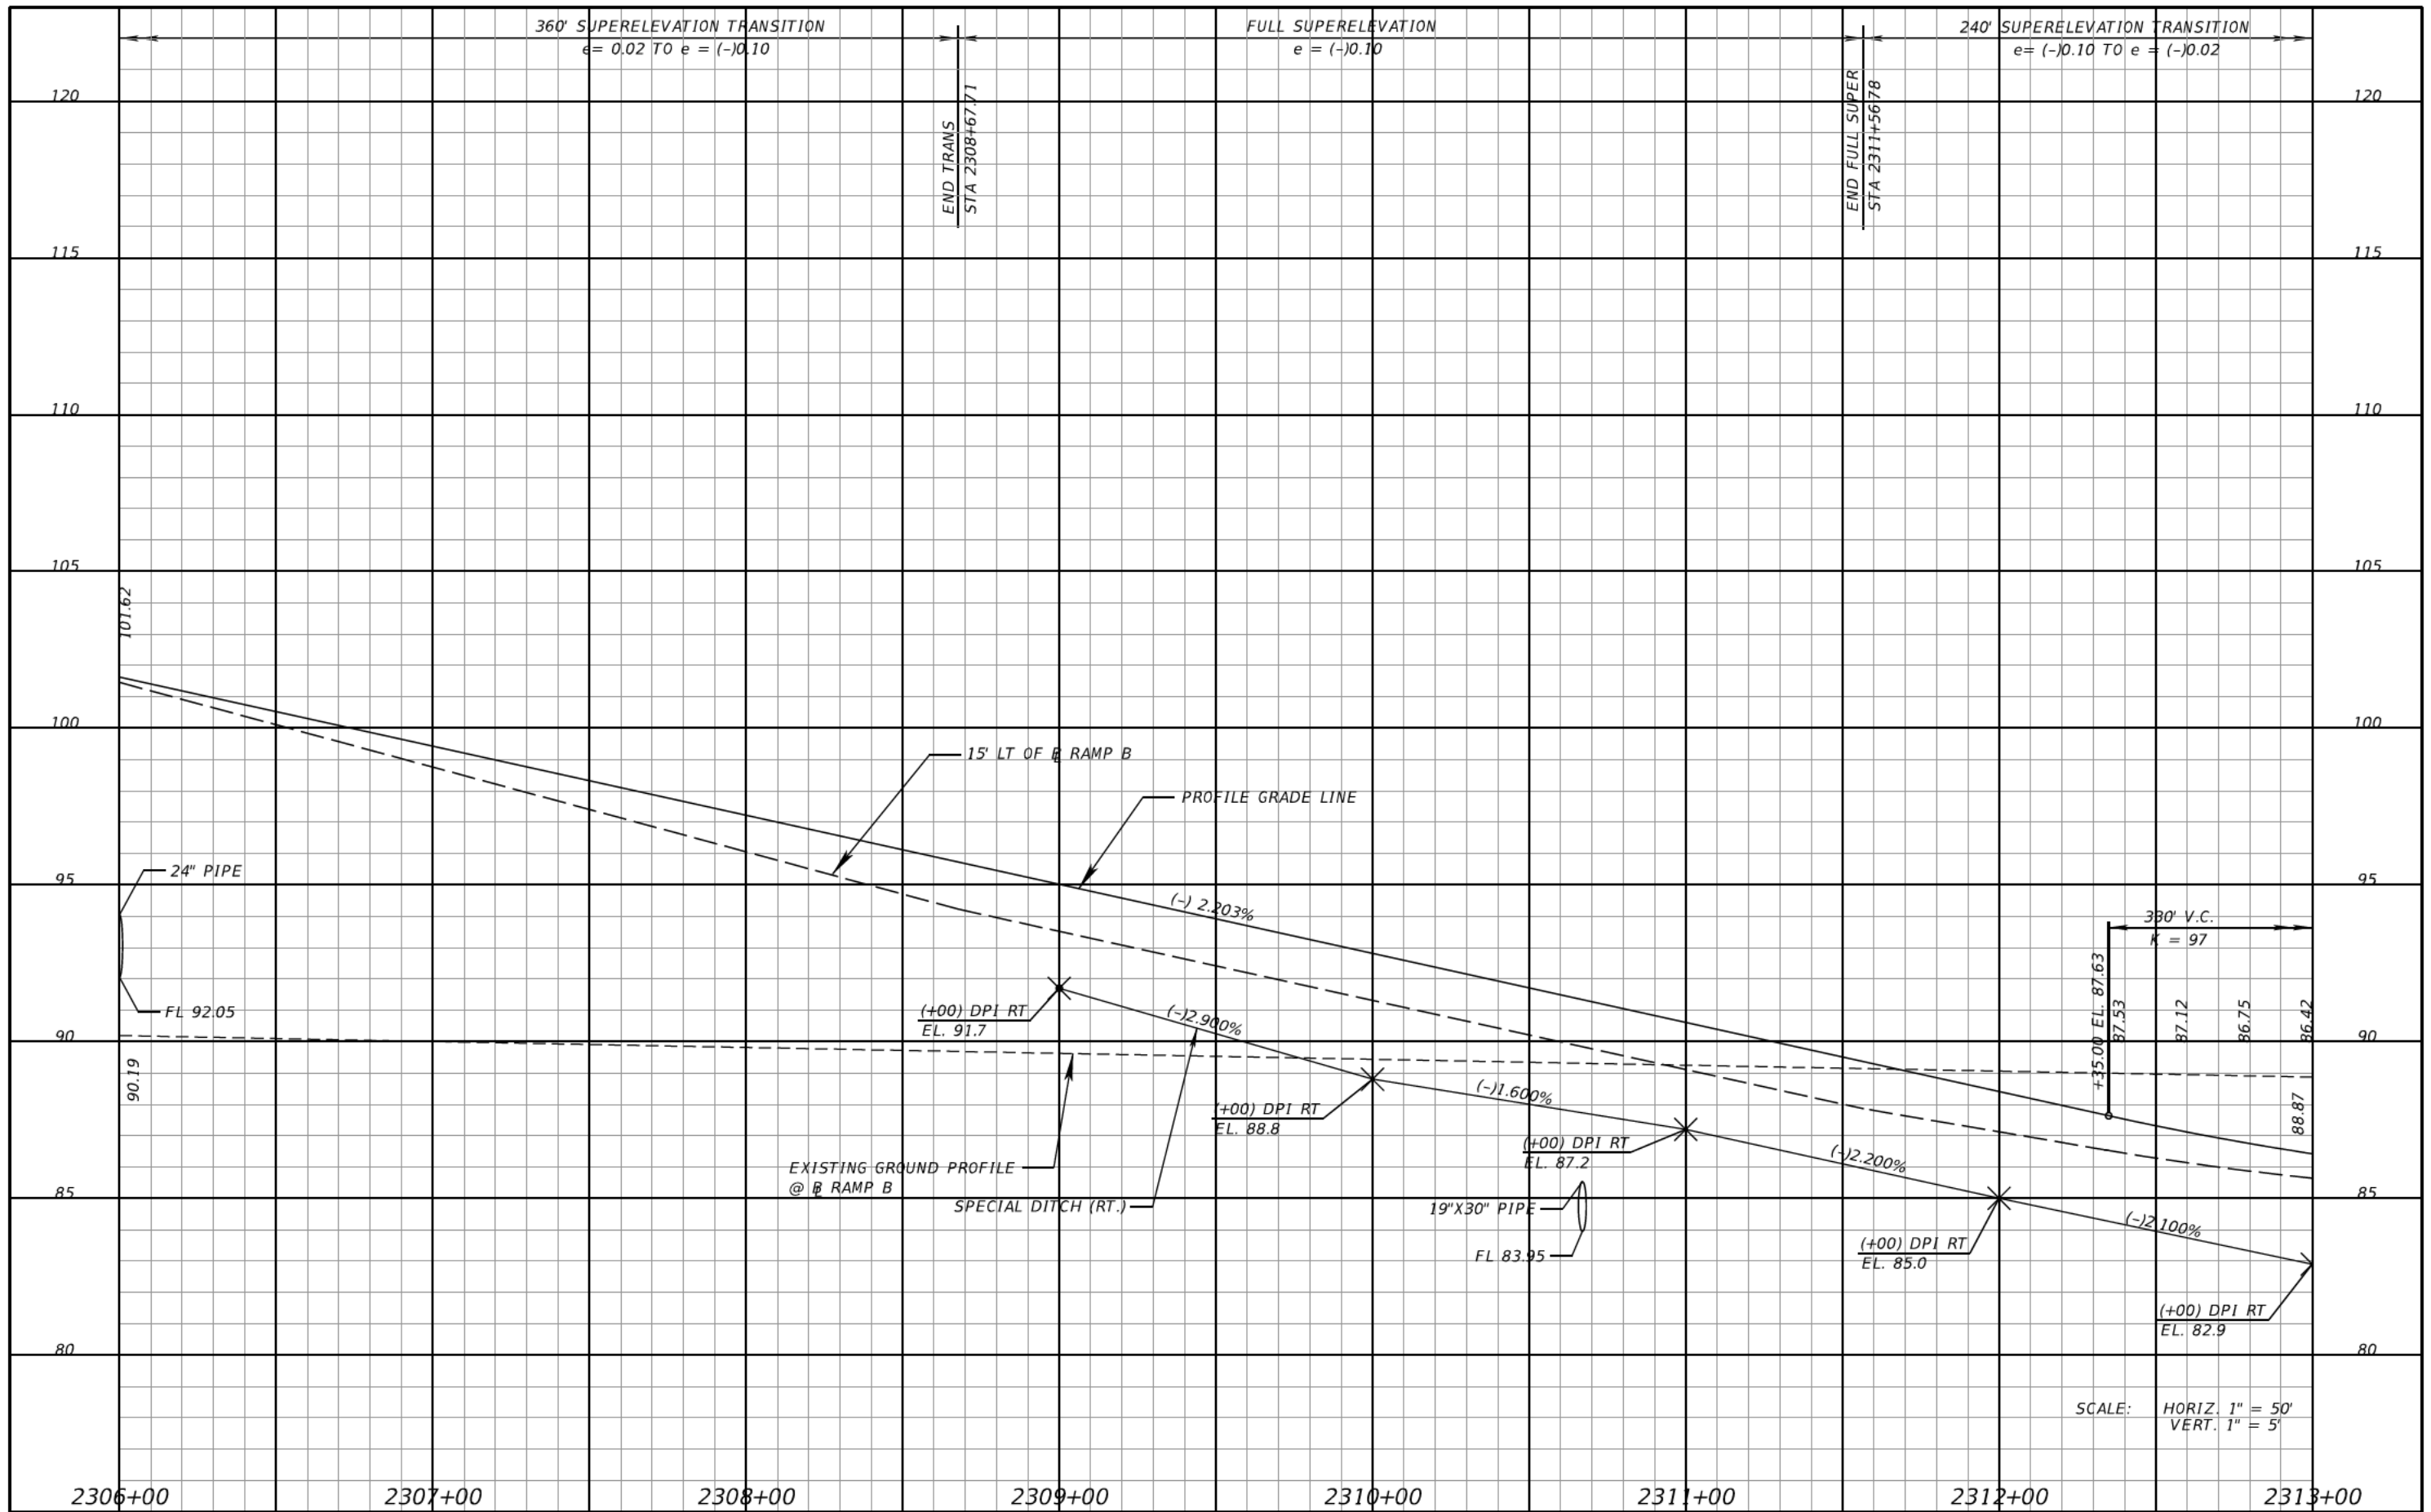 360' SUPERELEVATION TRANSITION
e= 0.02 TO e = (-)0.10
FULL SUPERELEVATION
e = (-)0.10
240' SUPERELEVATION TRANSITION
e= (-)0.10 TO e = (-)0.02
END TRANS
STA 2308+67.71
END FULL SUPER
STA 2311+56.78
120
120
115
115
110
110
105
105
101.62
100
100
15' LT OF ⅊ RAMP B
PROFILE GRADE LINE
24" PIPE
95
95
(-) 2.203%
330' V.C.
K = 97
+35.00 EL. 87.63
87.53
87.12
86.75
86.42
FL 92.05
(+00) DPI RT
EL. 91.7
(-)2.900%
90
90
90.19
88.87
(-)1.600%
(+00) DPI RT
EL. 88.8
(+00) DPI RT
EL. 87.2
(-)2.200%
EXISTING GROUND PROFILE
@ ⅊ RAMP B
85
85
SPECIAL DITCH (RT.)
19"X30" PIPE
(-)2.100%
FL 83.95
(+00) DPI RT
EL. 85.0
(+00) DPI RT
EL. 82.9
80
80
SCALE: HORIZ. 1" = 50'
VERT. 1" = 5'
2306+00 2307+00 2308+00 2309+00 2310+00 2311+00 2312+00 2313+00